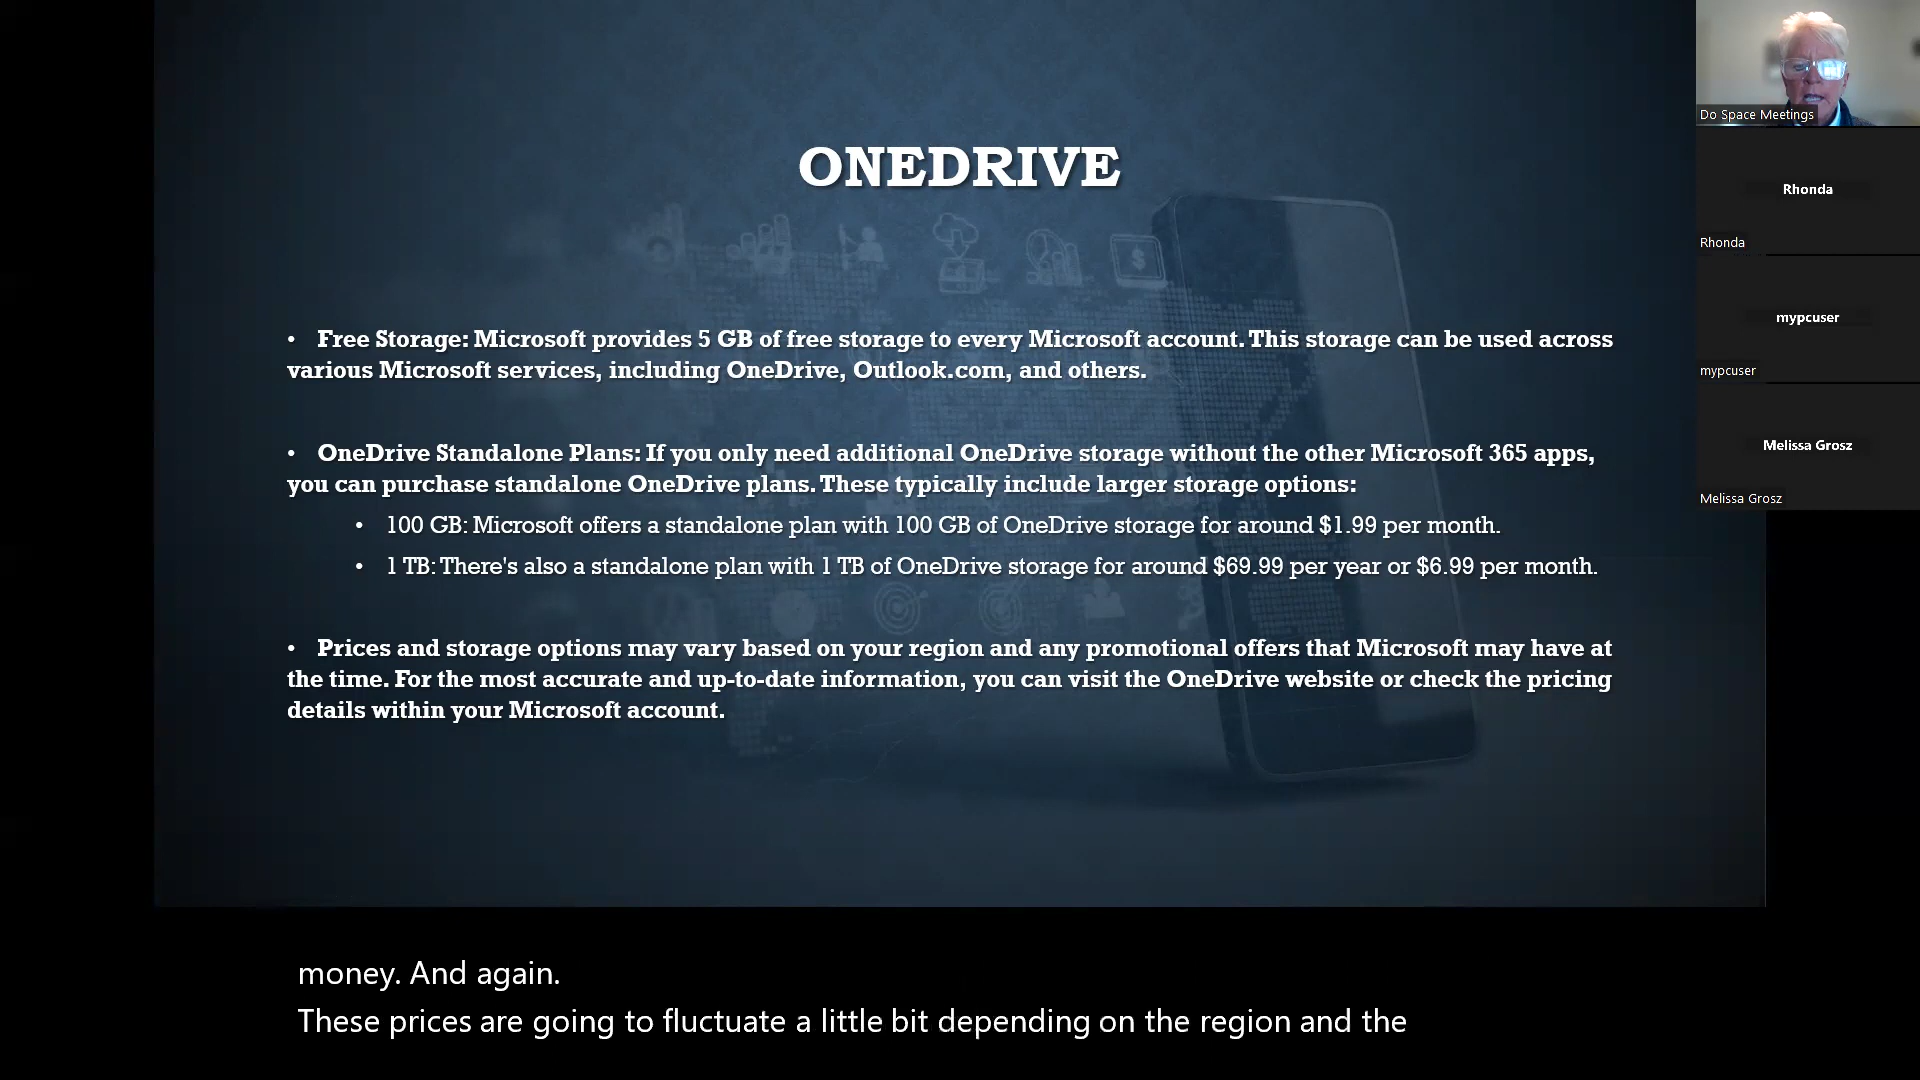 ONEDRIVE
• Free Storage: Microsoft provides 5 GB of free storage to every Microsoft account. This storage can be used across
various Microsoft services, including OneDrive, Outlook.com, and others.
• OneDrive Standalone Plans: If you only need additional OneDrive storage without the other Microsoft 365 apps,
you can purchase standalone OneDrive plans. These typically include larger storage options:
• 100 GB: Microsoft offers a standalone plan with 100 GB of OneDrive storage for around $1.99 per month.
• 1 TB: There's also a standalone plan with 1 TB of OneDrive storage for around $69.99 per year or $6.99 per month.
• Prices and storage options may vary based on your region and any promotional offers that Microsoft may have at
the time. For the most accurate and up-to-date information, you can visit the OneDrive website or check the pricing
details within your Microsoft account.
Do Space Meetings
Rhonda
Rhonda
mypcuser
mypcuser
Melissa Grosz
Melissa Grosz
money. And again.
These prices are going to fluctuate a little bit depending on the region and the